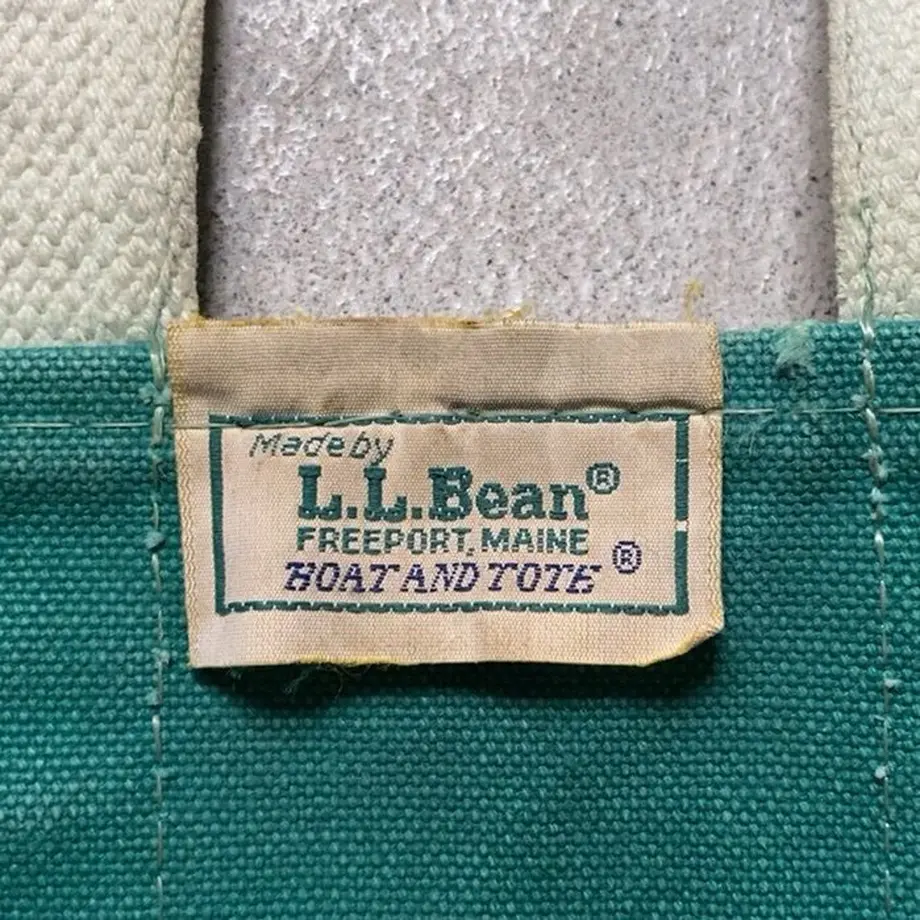 Made by
L.L.Bean®
FREEPORT, MAINE
BOAT AND TOTE ®